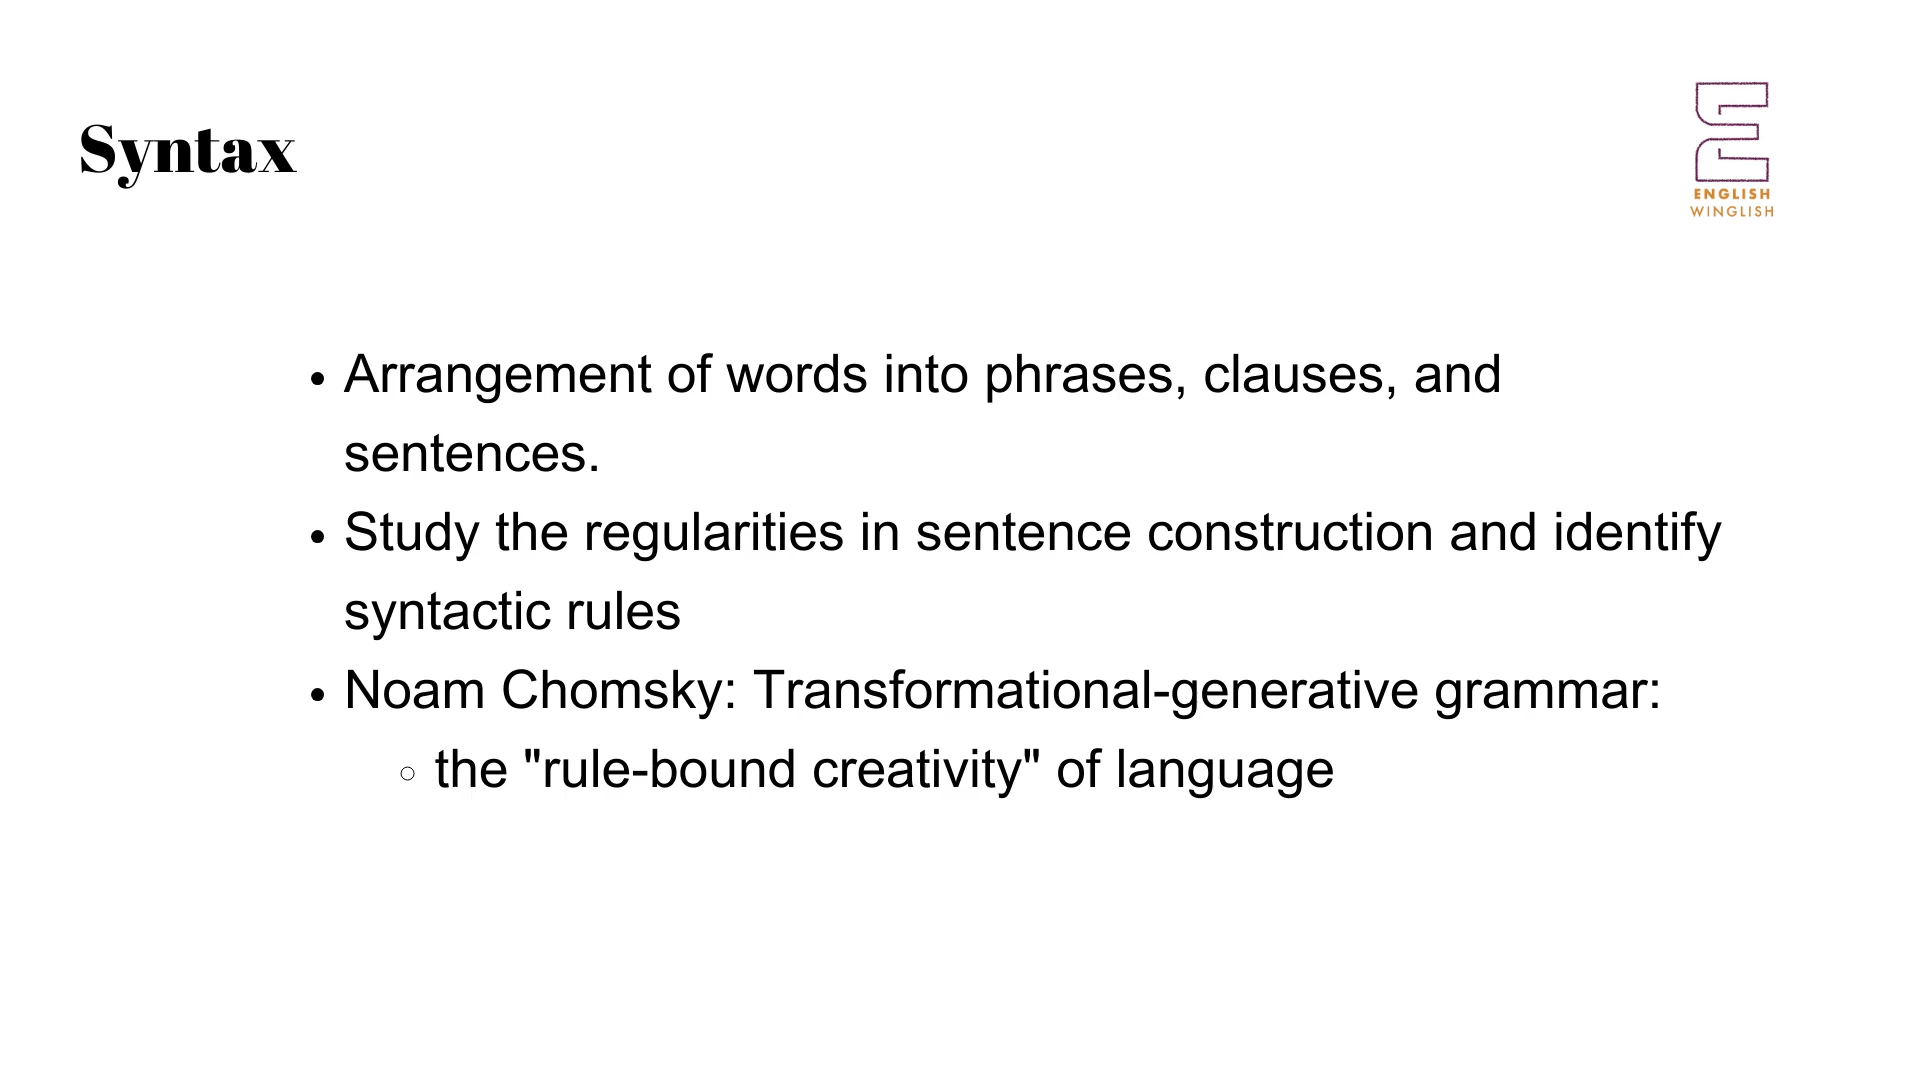 Syntax
ENGLISH
WINGLISH
• Arrangement of words into phrases, clauses, and
sentences.
• Study the regularities in sentence construction and identify
syntactic rules
• Noam Chomsky: Transformational-generative grammar:
○ the "rule-bound creativity" of language